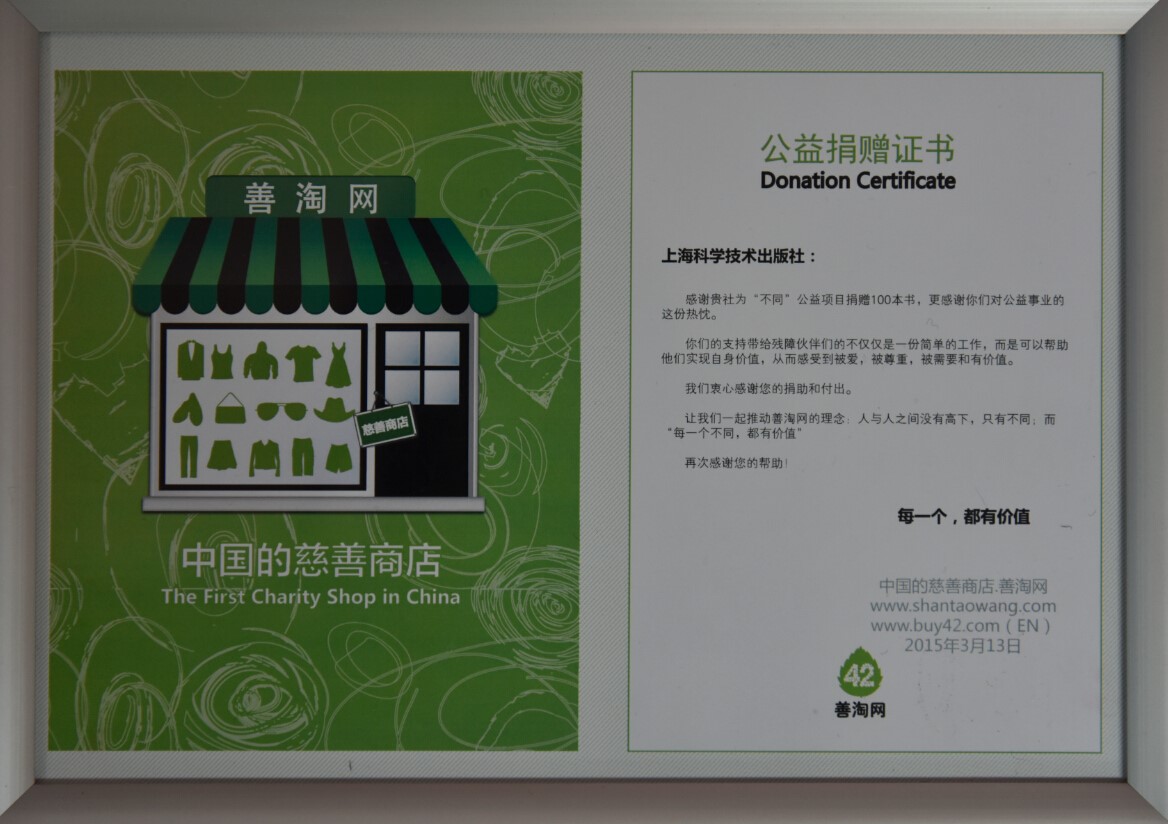 善淘网
慈善商店
中国的慈善商店
The First Charity Shop in China
公益捐赠证书
Donation Certificate
上海科学技术出版社：
感谢贵社为“不同”公益项目捐赠100本书，更感谢你们对公益事业的
这份热忱。
你们的支持带给残障伙伴们的不仅仅是一份简单的工作，而是可以帮助
他们实现自身价值，从而感受到被爱，被尊重，被需要和有价值。
我们衷心感谢您的捐助和付出。
让我们一起推动善淘网的理念：人与人之间没有高下，只有不同；而
“每一个不同，都有价值”
再次感谢您的帮助！
每一个，都有价值
中国的慈善商店.善淘网
www.shantaowang.com
www.buy42.com（EN）
2015年3月13日
42
善淘网